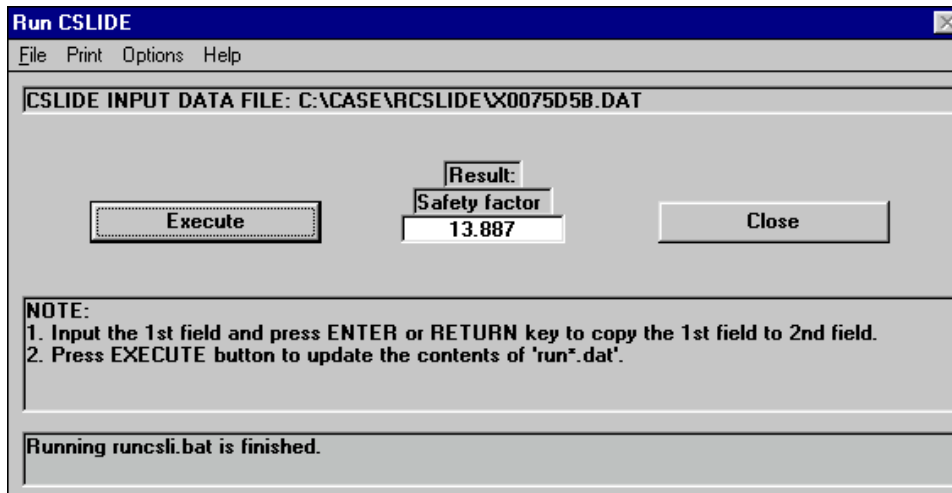 Run CSLIDE
File Print Options Help
CSLIDE INPUT DATA FILE: C:\CASE\RCSLIDE\X0075D5B.DAT
Result:
Safety factor
Execute
13.887
Close
NOTE:
1. Input the 1st field and press ENTER or RETURN key to copy the 1st field to 2nd field.
2. Press EXECUTE button to update the contents of 'run*.dat'.
Running runcsli.bat is finished.